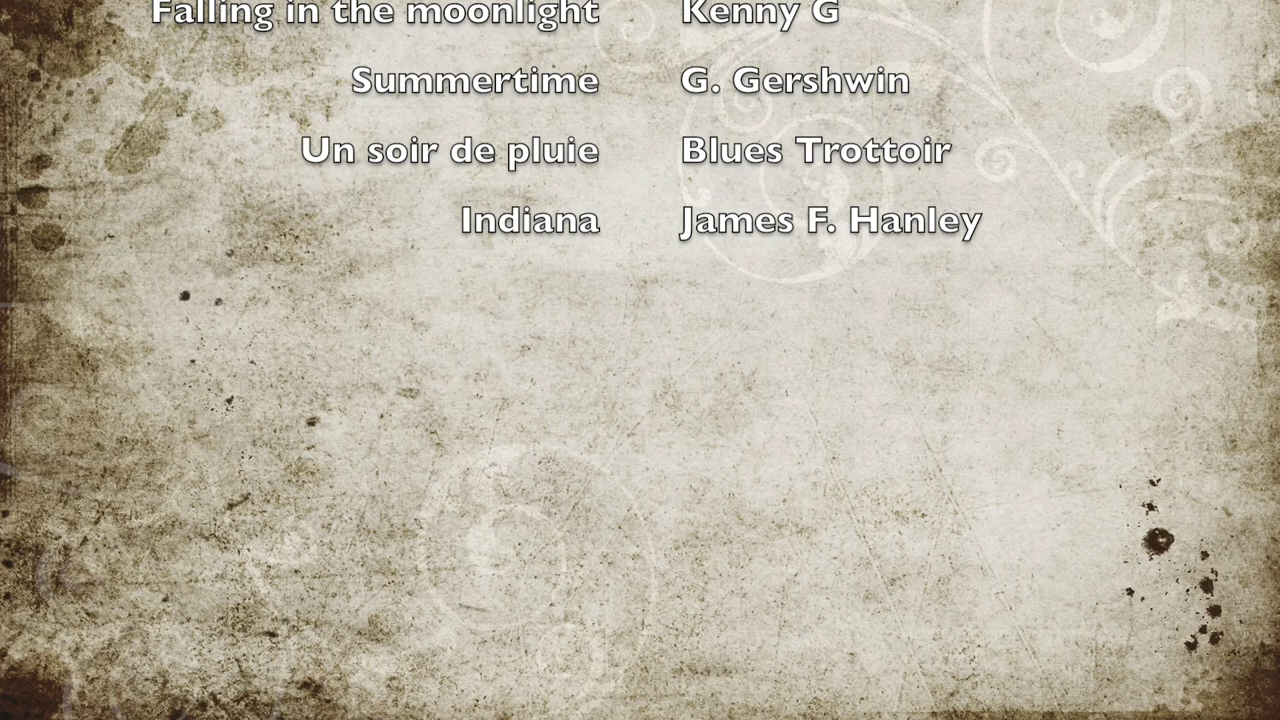 Falling in the moonlight Kenny G
Summertime G. Gershwin
Un soir de pluie Blues Trottoir
Indiana James F. Hanley